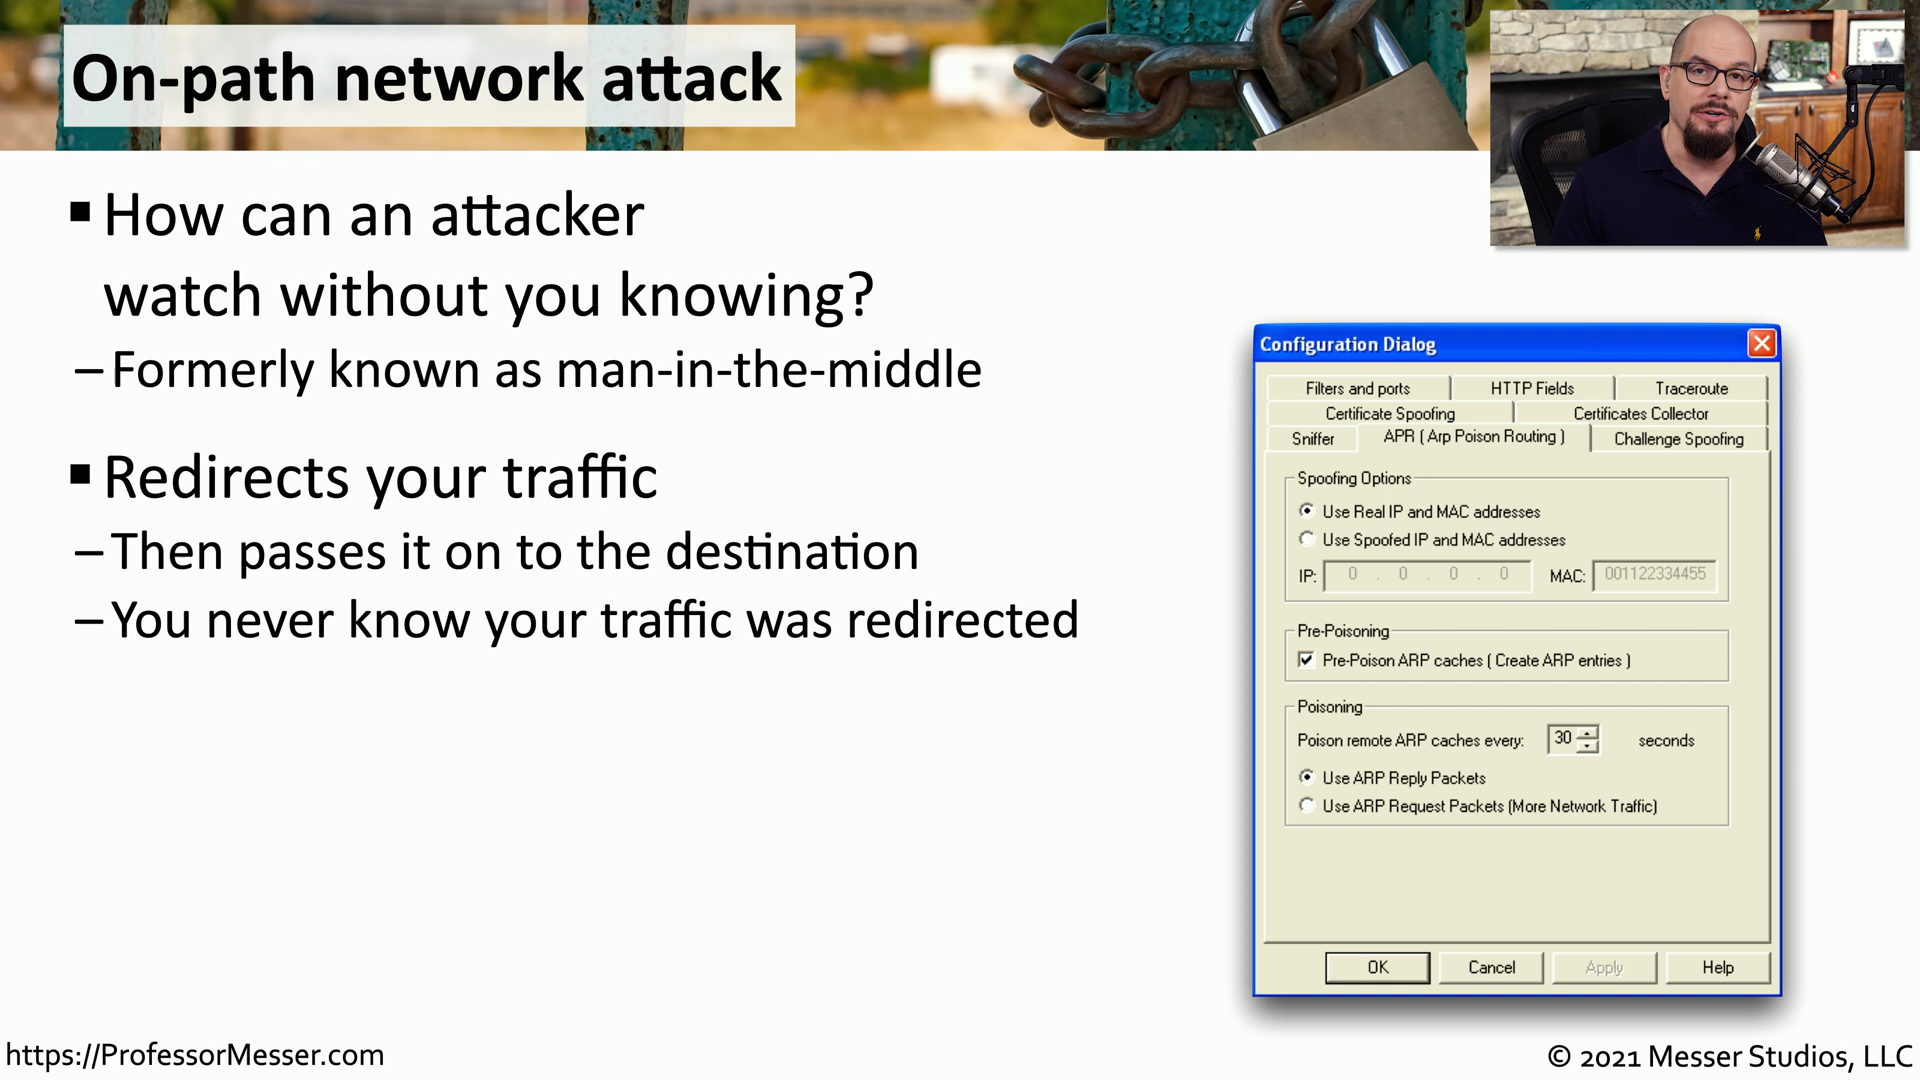 On-path network attack
▪ How can an attacker
watch without you knowing?
– Formerly known as man-in-the-middle
▪ Redirects your traffic
– Then passes it on to the destination
– You never know your traffic was redirected
Configuration Dialog
Filters and ports HTTP Fields Traceroute
Certificate Spoofing Certificates Collector
Sniffer APR ( Arp Poison Routing ) Challenge Spoofing
Spoofing Options
Use Real IP and MAC addresses
Use Spoofed IP and MAC addresses
IP: 0 . 0 . 0 . 0 MAC: 001122334455
Pre-Poisoning
Pre-Poison ARP caches ( Create ARP entries )
Poisoning
Poison remote ARP caches every: 30 seconds
Use ARP Reply Packets
Use ARP Request Packets (More Network Traffic)
OK Cancel Apply Help
https://ProfessorMesser.com
© 2021 Messer Studios, LLC